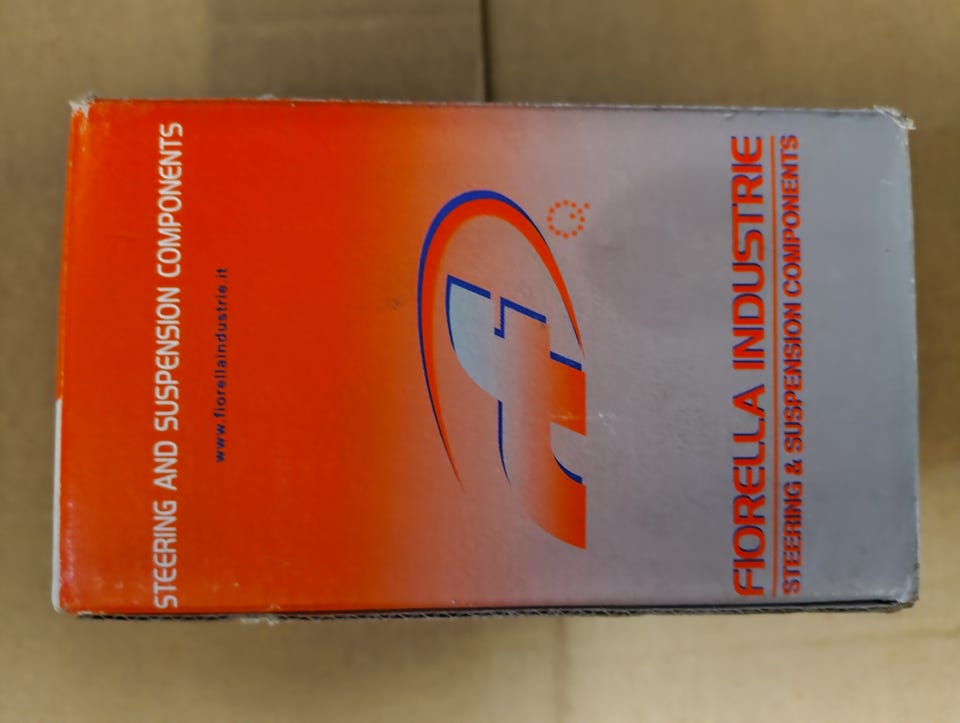 STEERING AND SUSPENSION COMPONENTS
www.fiorellaindustrie.it
FIORELLA INDUSTRIE
STEERING & SUSPENSION COMPONENTS